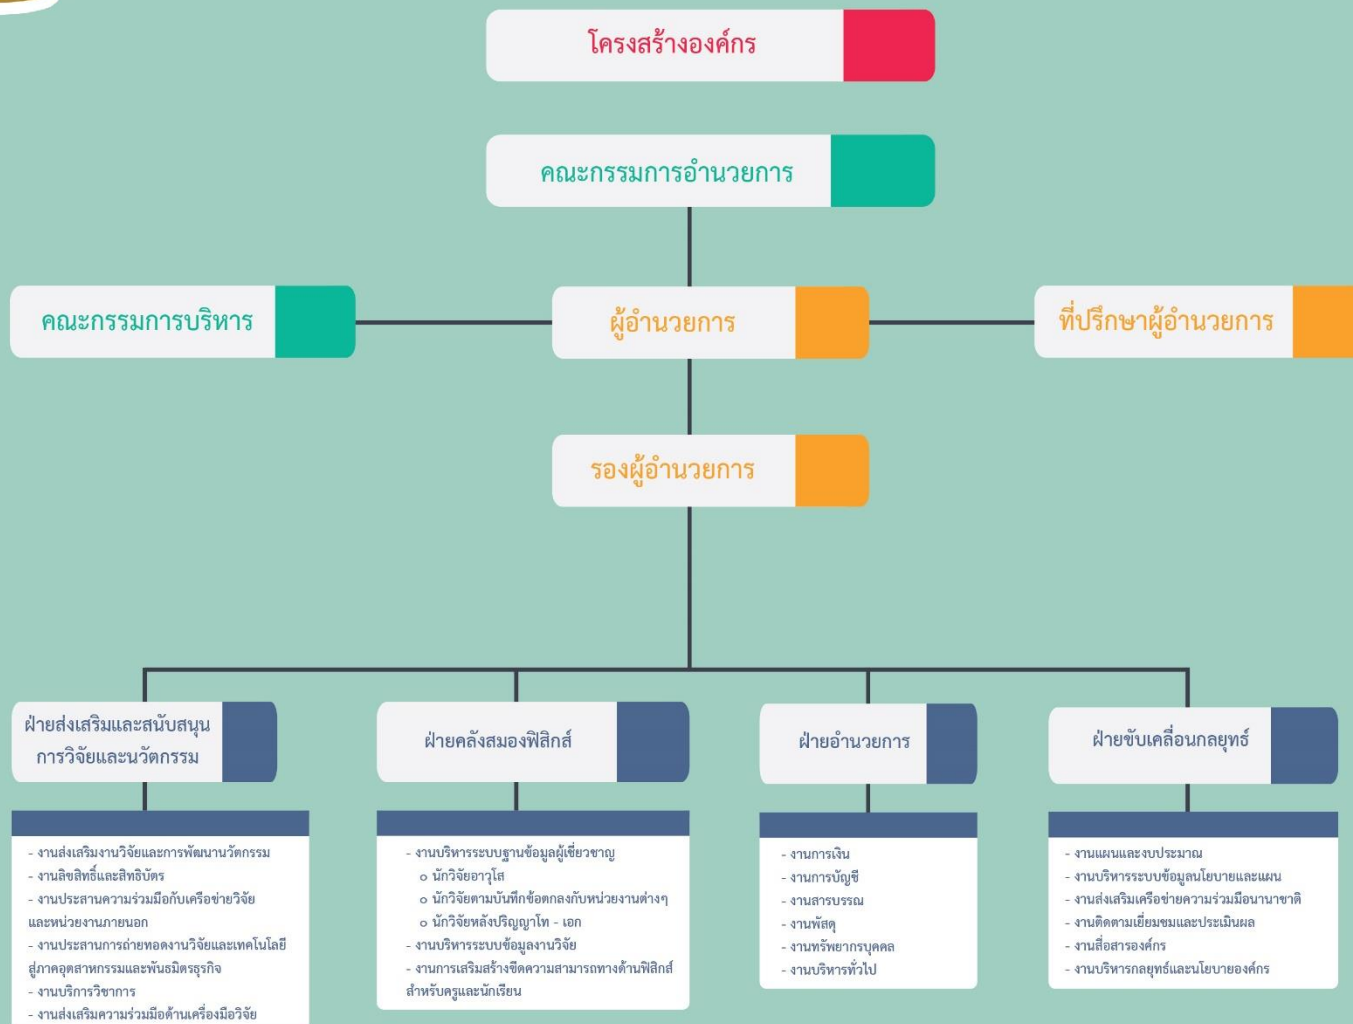 โครงสร้างองค์กร
คณะกรรมการอำนวยการ
คณะกรรมการบริหาร
ผู้อำนวยการ
ที่ปรึกษาผู้อำนวยการ
รองผู้อำนวยการ
ฝ่ายส่งเสริมและสนับสนุน
การวิจัยและนวัตกรรม
- งานส่งเสริมงานวิจัยและการพัฒนานวัตกรรม
- งานลิขสิทธิ์และสิทธิบัตร
- งานประสานความร่วมมือกับเครือข่ายวิจัย
และหน่วยงานภายนอก
- งานประสานการถ่ายทอดงานวิจัยและเทคโนโลยี
สู่ภาคอุตสาหกรรมและพันธมิตรธุรกิจ
- งานบริการวิชาการ
- งานส่งเสริมความร่วมมือด้านเครื่องมือวิจัย
ฝ่ายคลังสมองฟิสิกส์
- งานบริหารระบบฐานข้อมูลผู้เชี่ยวชาญ
o นักวิจัยอาวุโส
o นักวิจัยตามบันทึกข้อตกลงกับหน่วยงานต่างๆ
o นักวิจัยหลังปริญญาโท - เอก
- งานบริหารระบบข้อมูลงานวิจัย
- งานการเสริมสร้างขีดความสามารถทางด้านฟิสิกส์
สำหรับครูและนักเรียน
ฝ่ายอำนวยการ
- งานการเงิน
- งานการบัญชี
- งานสารบรรณ
- งานพัสดุ
- งานทรัพยากรบุคคล
- งานบริหารทั่วไป
ฝ่ายขับเคลื่อนกลยุทธ์
- งานแผนและงบประมาณ
- งานบริหารระบบข้อมูลนโยบายและแผน
- งานส่งเสริมเครือข่ายความร่วมมือนานาชาติ
- งานติดตามเยี่ยมชมและประเมินผล
- งานสื่อสารองค์กร
- งานบริหารกลยุทธ์และนโยบายองค์กร